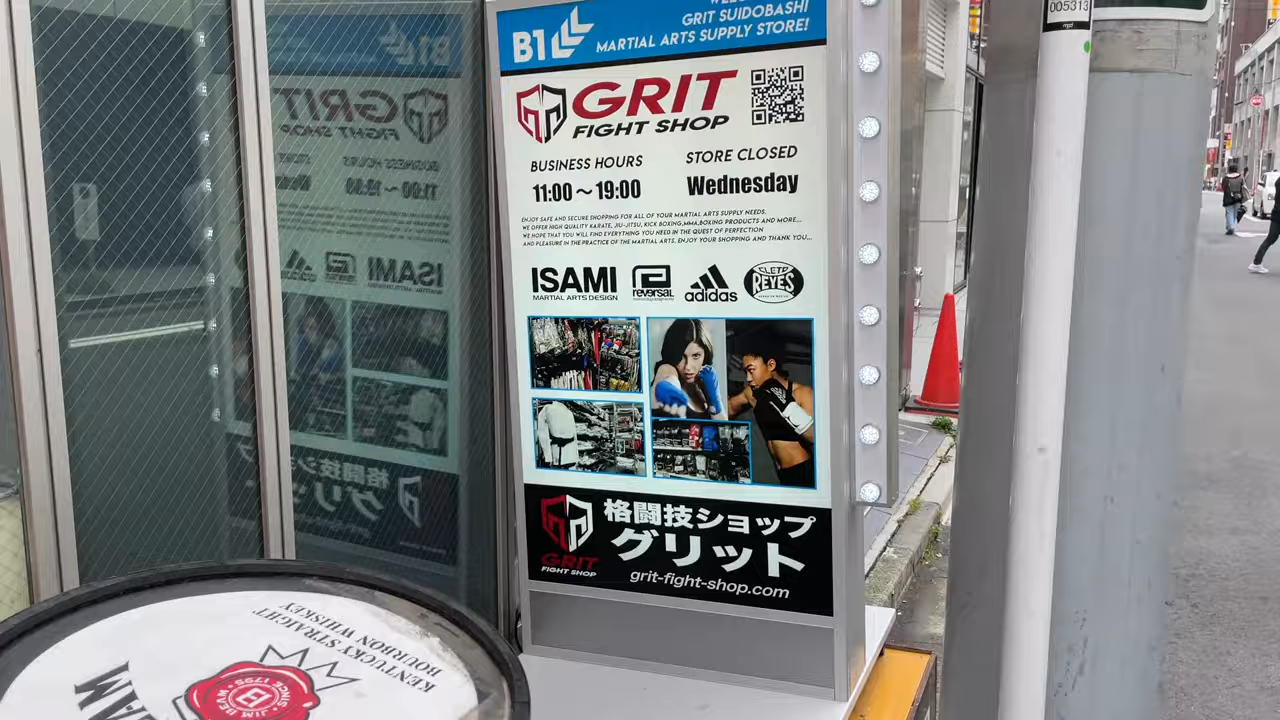 GRIT SUIDOBASHI
MARTIAL ARTS SUPPLY STORE!
B1
GRIT
FIGHT SHOP
BUSINESS HOURS
11:00～19:00
STORE CLOSED
Wednesday
ENJOY SAFE AND SECURE SHOPPING FOR ALL OF YOUR MARTIAL ARTS SUPPLY NEEDS.
WE OFFER HIGH QUALITY KARATE, JIU-JITSU, KICK BOXING,MMA,BOXING PRODUCTS AND MORE...
WE HOPE THAT YOU WILL FIND EVERYTHING YOU NEED IN THE QUEST OF PERFECTION
AND PLEASURE IN THE PRACTICE OF THE MARTIAL ARTS. ENJOY YOUR SHOPPING AND THANK YOU...
ISAMI
MARTIAL ARTS DESIGN
reversal
adidas
CLETO
REYES
格闘技ショップ
グリット
GRIT
FIGHT SHOP
grit-fight-shop.com
005313
KENTUCKY STRAIGHT
BOURBON WHISKEY
JIM BEAM
SINCE 1795